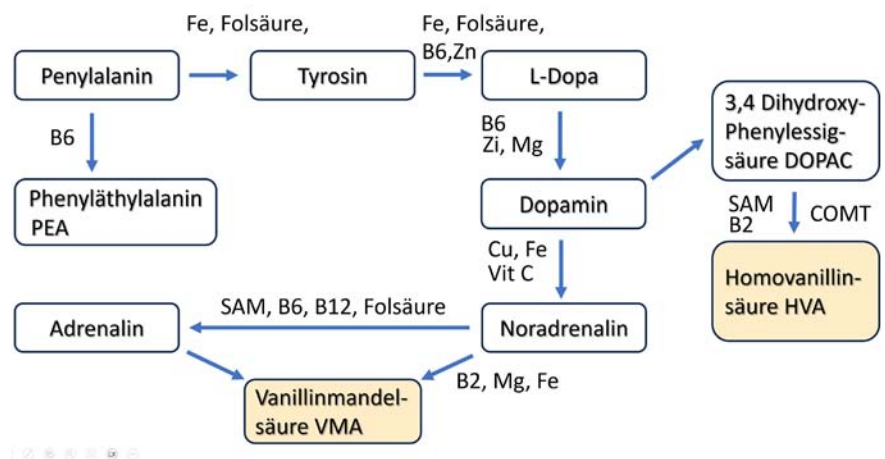 Fe, Folsäure,
Fe, Folsäure,
B6,Zn
Penylalanin
Tyrosin
L-Dopa
3,4 Dihydroxy-
Phenylessig-
säure DOPAC
B6
B6
Zi, Mg
Phenyläthylalanin
PEA
Dopamin
SAM
B2
COMT
Cu, Fe
Vit C
Homovanillin-
säure HVA
SAM, B6, B12, Folsäure
Adrenalin
Noradrenalin
B2, Mg, Fe
Vanillinmandel-
säure VMA